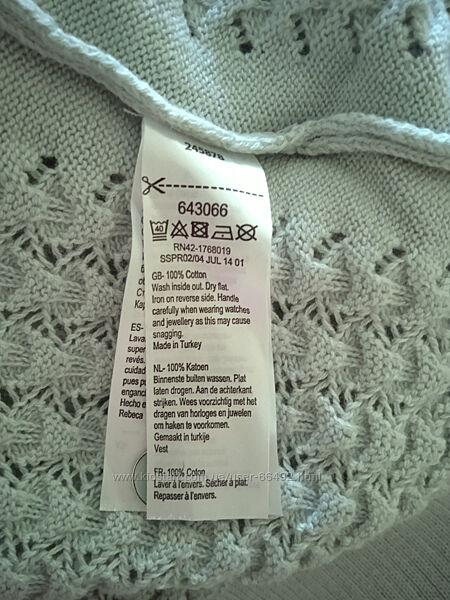 245878
643066
40
RN42-1768019
SSPR02/04 JUL 14 01
GB- 100% Cotton
Wash inside out. Dry flat.
Iron on reverse side. Handle
carefully when wearing watches
and jewellery as this may cause
snagging.
Made in Turkey
NL- 100% Katoen
Binnenste buiten wassen. Plat
laten drogen. Aan de achterkant
strijken. Wees voorzichtig met het
dragen van horloges en juwelen
om haken te voorkomen.
Gemaakt in turkije
Vest
FR- 100% Coton
Laver à l'envers. Sécher à plat.
Repasser à l'envers.
ES-
Lava
super
revés.
cuidad
pues p
enganch
Hecho e
Rebeca